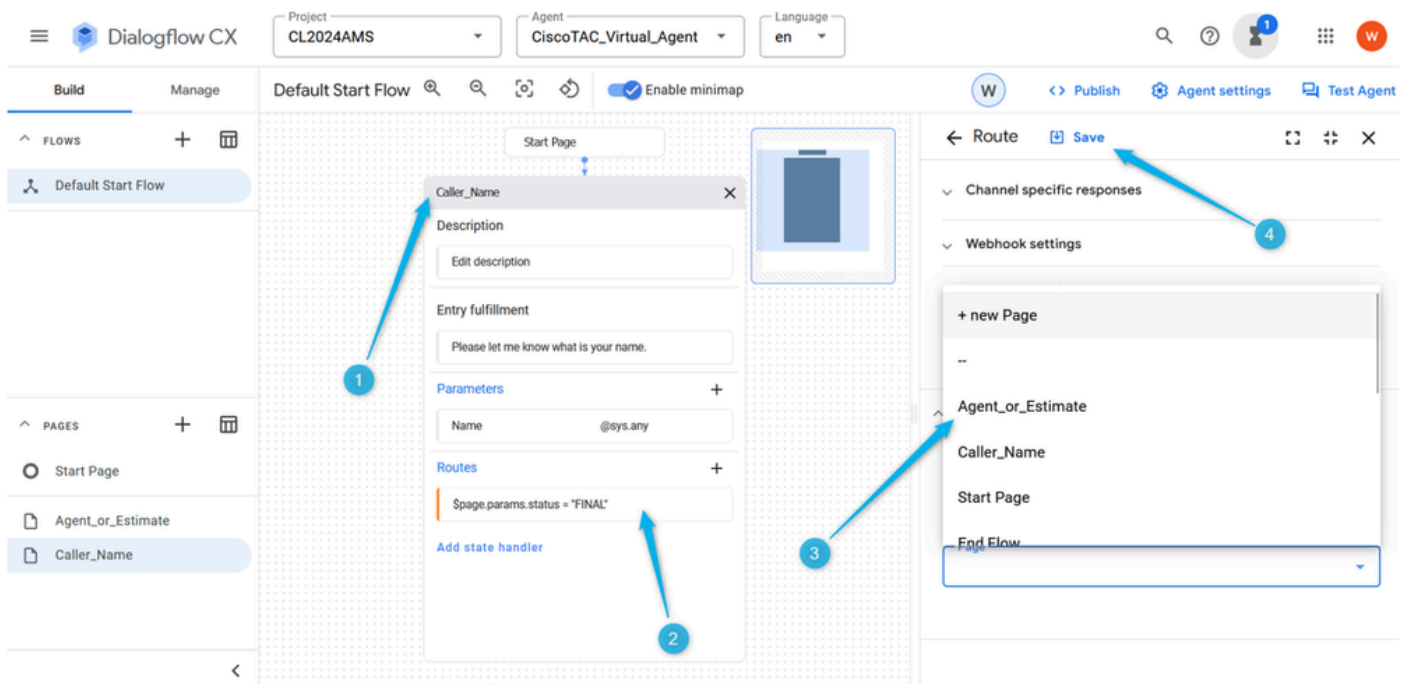 Project
Agent
Language
Dialogflow CX
CL2024AMS
CiscoTAC_Virtual_Agent
en
1
W
Build
Manage
Default Start Flow
Enable minimap
W
Publish
Agent settings
Test Agent
FLOWS
Default Start Flow
PAGES
Start Page
Agent_or_Estimate
Caller_Name
Start Page
Caller_Name
Description
Edit description
Entry fulfillment
Please let me know what is your name.
Parameters
Name @sys.any
Routes
$page.params.status = "FINAL"
Add state handler
1
2
Route
Save
Channel specific responses
Webhook settings
4
+ new Page
--
Agent_or_Estimate
Caller_Name
Start Page
End Flow
Page
3